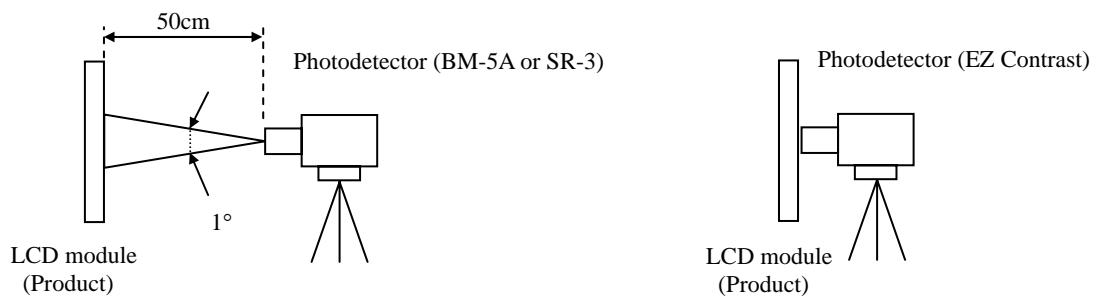 50cm
Photodetector (BM-5A or SR-3)
1°
LCD module
(Product)
Photodetector (EZ Contrast)
LCD module
(Product)